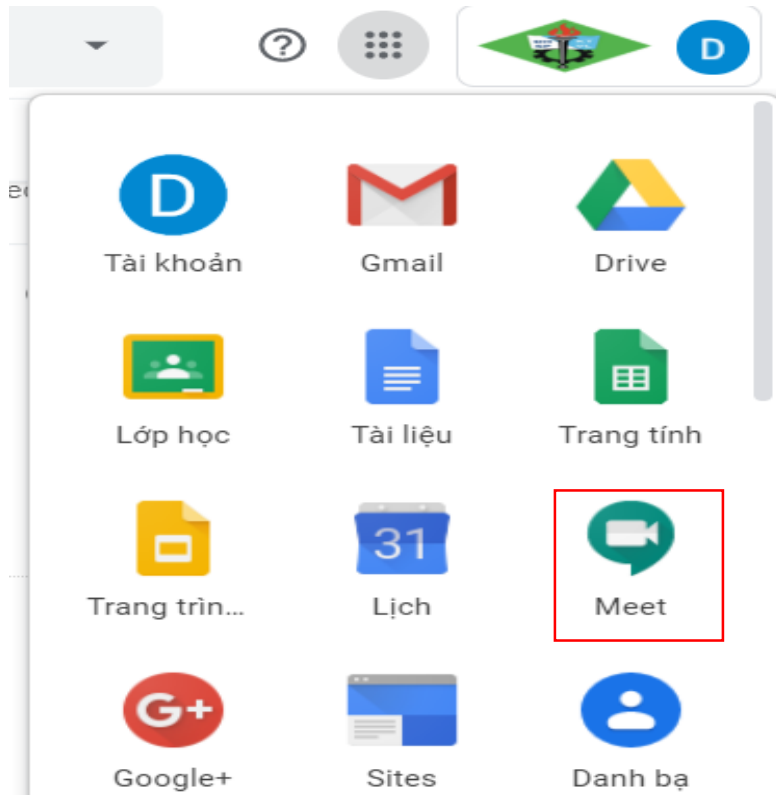 D
D
Tài khoản Gmail Drive
Lớp học Tài liệu Trang tính
31
Trang trìn... Lịch Meet
G+
Google+ Sites Danh bạ